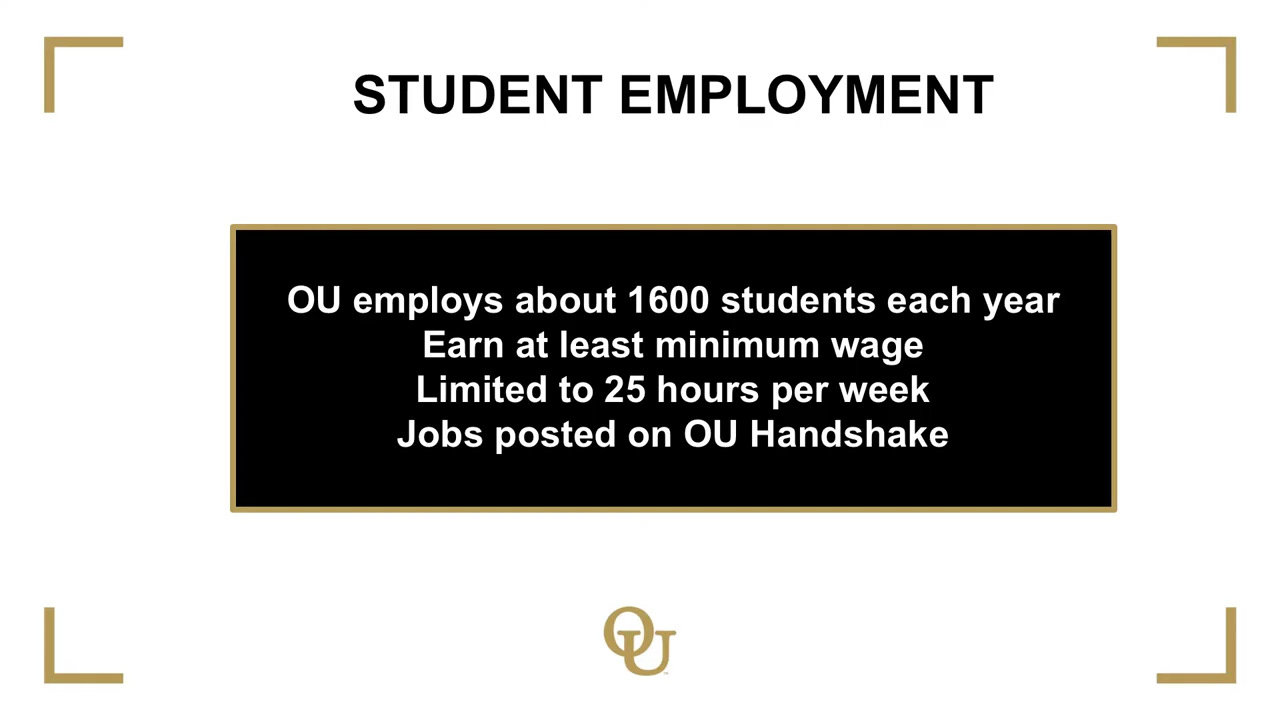 STUDENT EMPLOYMENT
OU employs about 1600 students each year
Earn at least minimum wage
Limited to 25 hours per week
Jobs posted on OU Handshake
OU